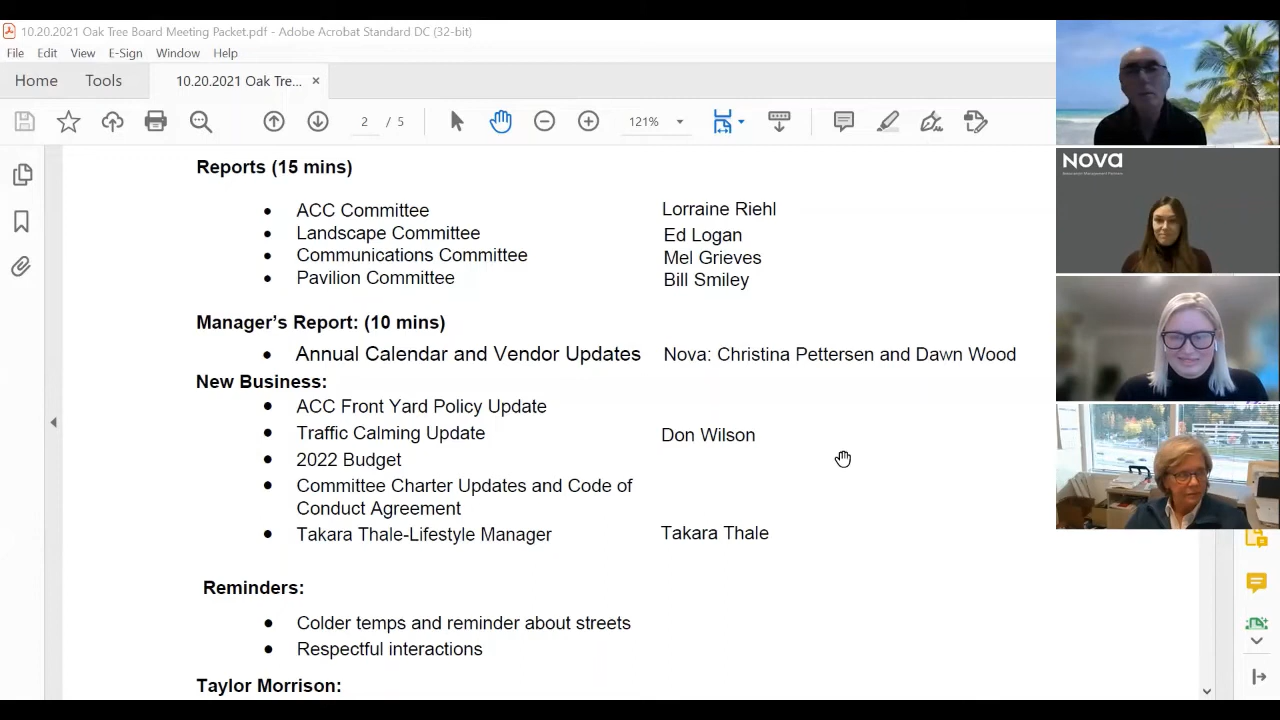 10.20.2021 Oak Tree Board Meeting Packet.pdf - Adobe Acrobat Standard DC (32-bit)
File Edit View E-Sign Window Help
Home Tools 10.20.2021 Oak Tre... ×
2 / 5 121%
Reports (15 mins)
• ACC Committee Lorraine Riehl
• Landscape Committee Ed Logan
• Communications Committee Mel Grieves
• Pavilion Committee Bill Smiley
Manager's Report: (10 mins)
• Annual Calendar and Vendor Updates Nova: Christina Pettersen and Dawn Wood
New Business:
• ACC Front Yard Policy Update
• Traffic Calming Update Don Wilson
• 2022 Budget
• Committee Charter Updates and Code of
Conduct Agreement
• Takara Thale-Lifestyle Manager Takara Thale
Reminders:
• Colder temps and reminder about streets
• Respectful interactions
Taylor Morrison:
NOVA